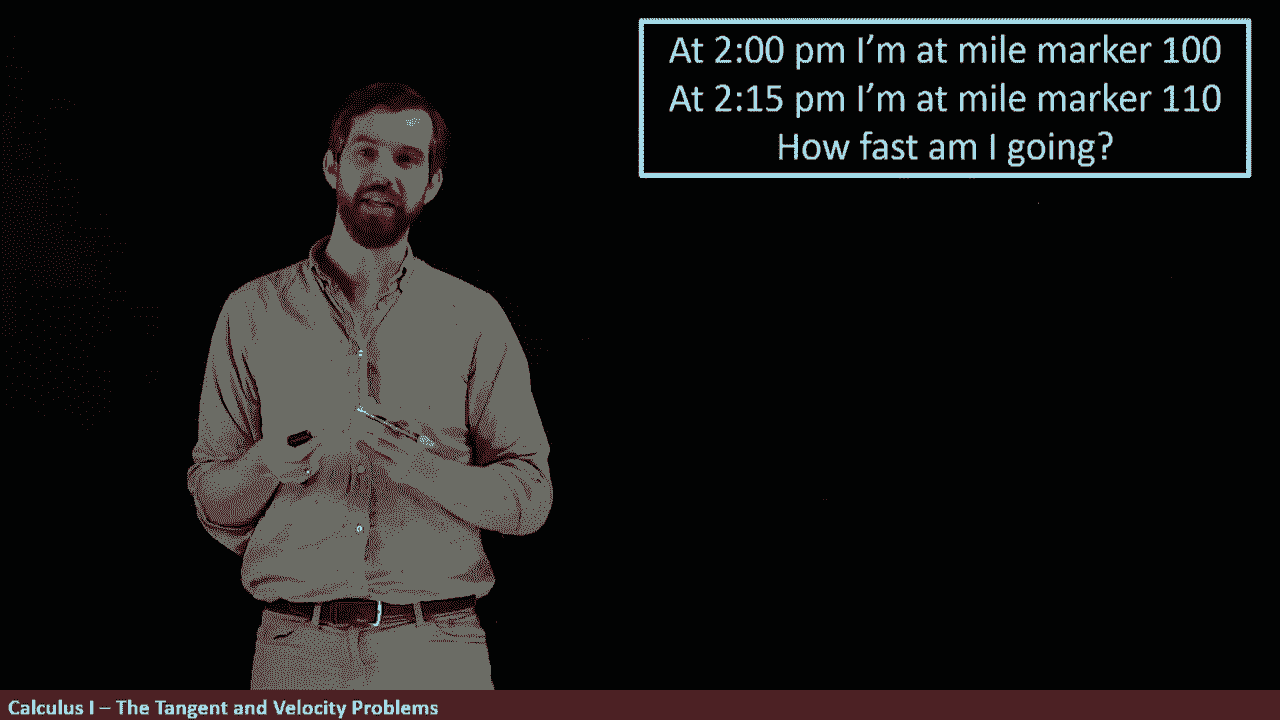 At 2:00 pm I’m at mile marker 100
At 2:15 pm I’m at mile marker 110
How fast am I going?
Calculus I – The Tangent and Velocity Problems